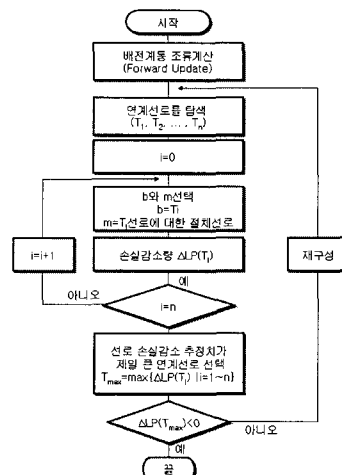 시작
배전계통 조류계산
(Forward Update)
연계선로를 탐색
(T₁, T₂, ... , Tₙ)
i=0
b와 m선택
b=Tᵢ
m=Tᵢ선로에 대한 절체선로
i=i+1
손실감소량 ΔLP(Tᵢ)
재구성
예
아니오
i=n
선로 손실감소 추정치가
제일 큰 연계선로 선택
Tmax=max{ΔLP(Tᵢ) |i=1~n}
ΔLP(Tmax)<0
아니오
예
끝